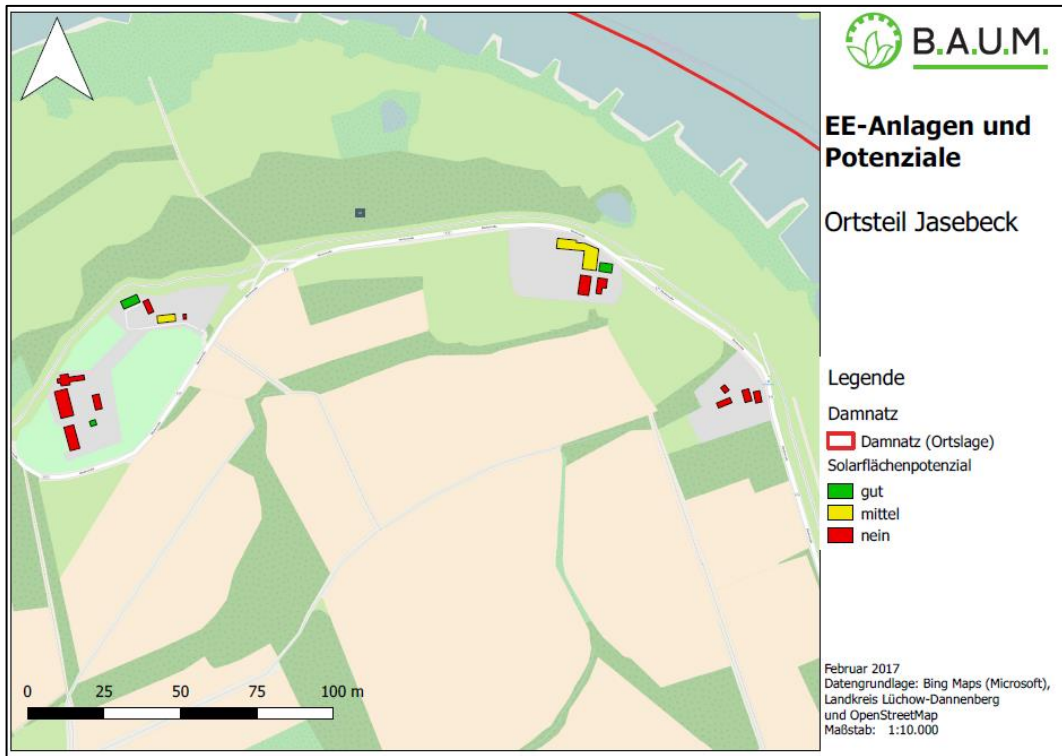 B.A.U.M.
EE-Anlagen und
Potenziale
Ortsteil Jasebeck
Legende
Damnatz
Damnatz (Ortslage)
Solarflächenpotenzial
gut
mittel
nein
0 25 50 75 100 m
Februar 2017
Datengrundlage: Bing Maps (Microsoft),
Landkreis Lüchow-Dannenberg
und OpenStreetMap
Maßstab: 1:10.000